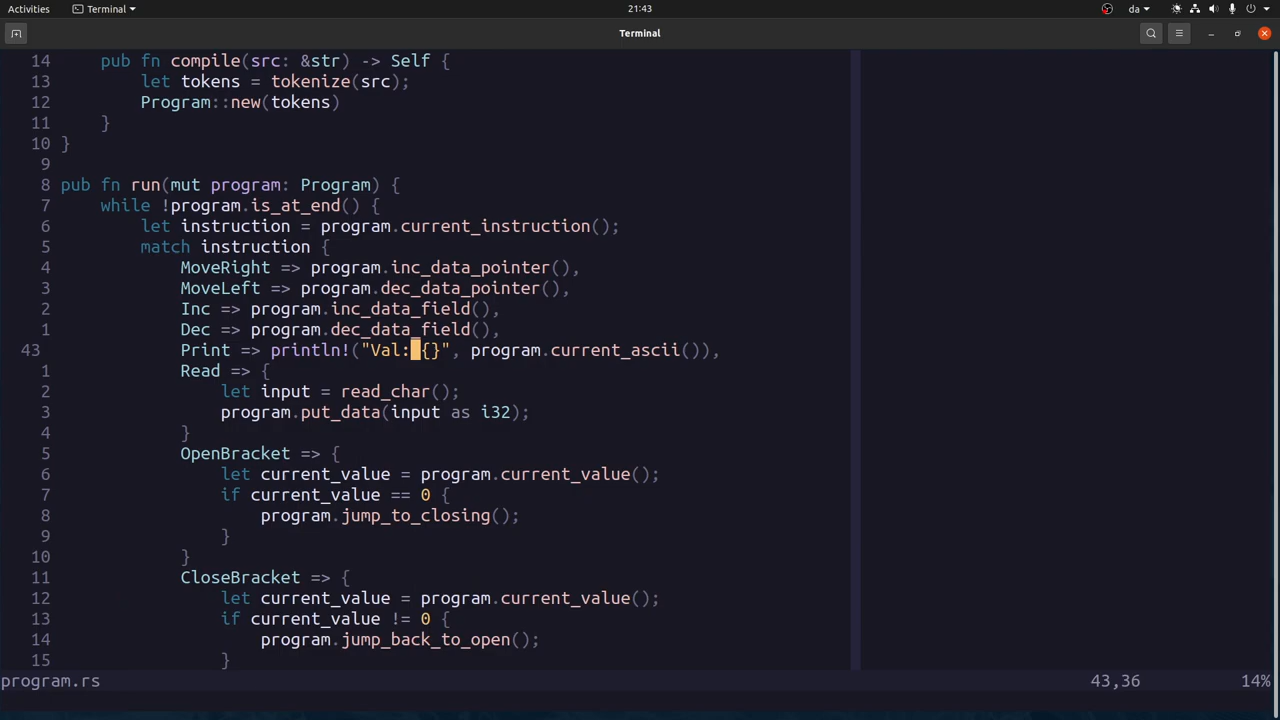 Activities Terminal 21:43 da
Terminal
14 pub fn compile(src: &str) -> Self {
13 let tokens = tokenize(src);
12 Program::new(tokens)
11 }
10 }
9
8 pub fn run(mut program: Program) {
7 while !program.is_at_end() {
6 let instruction = program.current_instruction();
5 match instruction {
4 MoveRight => program.inc_data_pointer(),
3 MoveLeft => program.dec_data_pointer(),
2 Inc => program.inc_data_field(),
1 Dec => program.dec_data_field(),
43 Print => println!("Val: {}", program.current_ascii()),
1 Read => {
2 let input = read_char();
3 program.put_data(input as i32);
4 }
5 OpenBracket => {
6 let current_value = program.current_value();
7 if current_value == 0 {
8 program.jump_to_closing();
9 }
10 }
11 CloseBracket => {
12 let current_value = program.current_value();
13 if current_value != 0 {
14 program.jump_back_to_open();
15 }
program.rs 43,36 14%